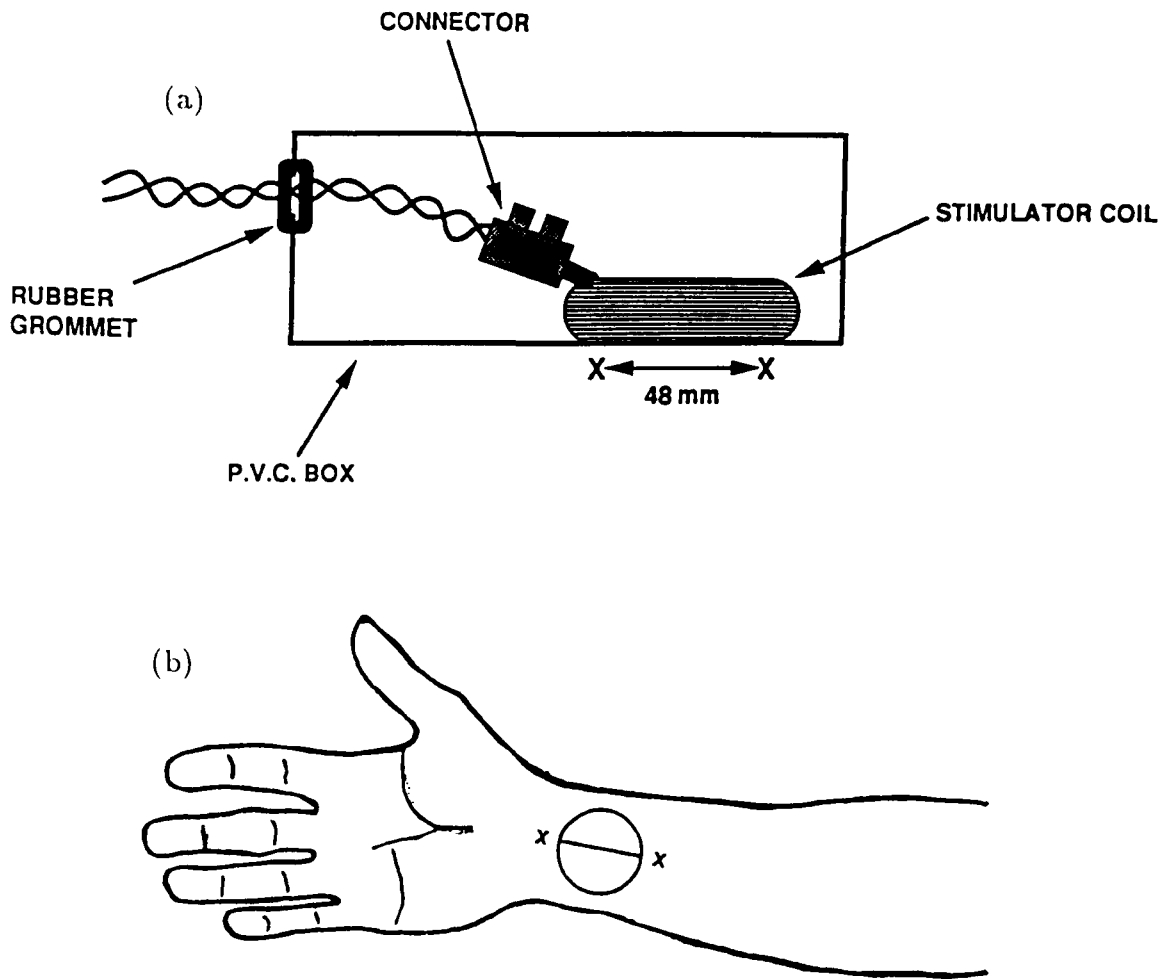 CONNECTOR
(a)
STIMULATOR COIL
RUBBER
GROMMET
X X
48 mm
P.V.C. BOX
(b)
x
x